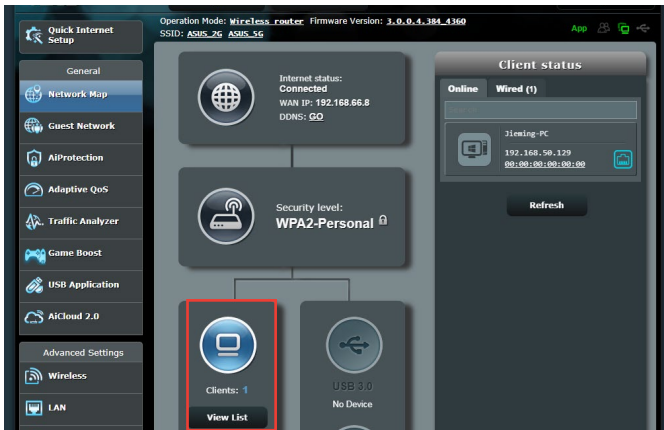 Quick Internet
Setup
General
Network Map
Guest Network
AiProtection
Adaptive QoS
Traffic Analyzer
Game Boost
USB Application
AiCloud 2.0
Advanced Settings
Wireless
LAN
Operation Mode: Wireless router Firmware Version: 3.0.0.4.384_4360
SSID: ASUS_2G ASUS_5G
App
Internet status:
Connected
WAN IP: 192.168.66.8
DDNS: GO
Security level:
WPA2-Personal
Clients: 1
View List
USB 3.0
No Device
Client status
Online Wired (1)
Jieming-PC
192.168.50.129
00:00:00:00:00:00
Refresh